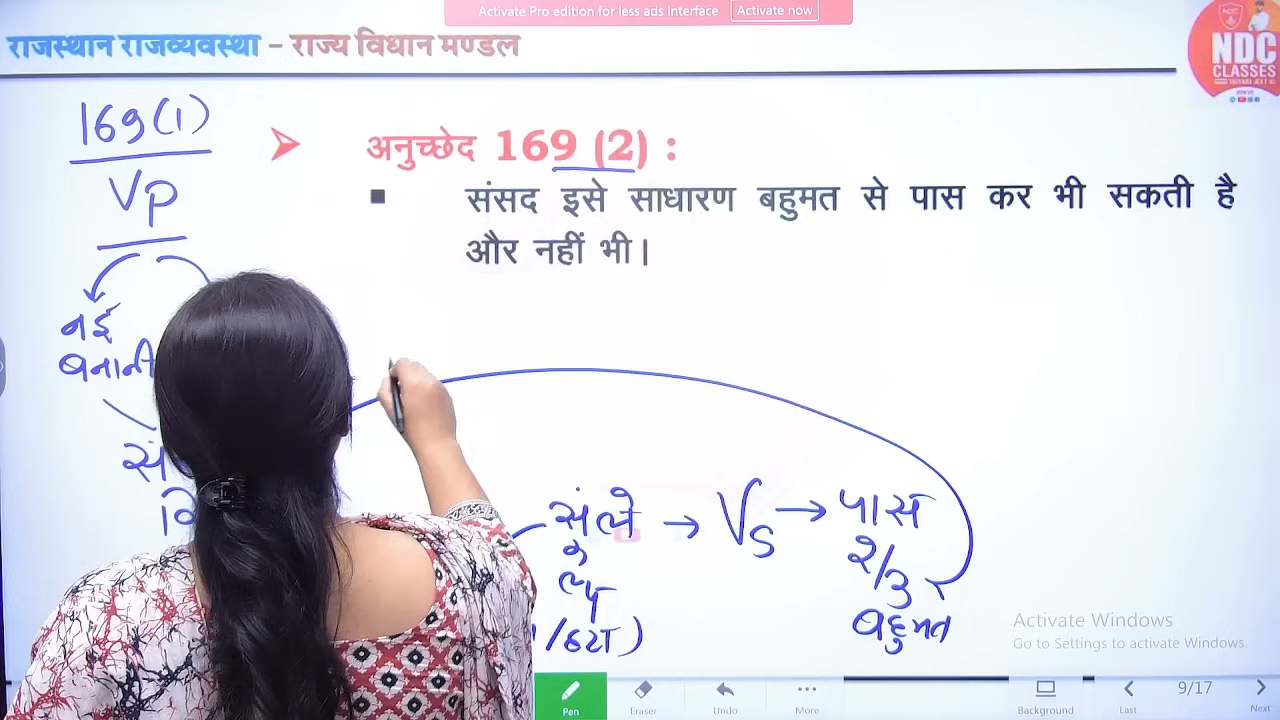 Activate Pro edition for less ads interface Activate now
राजस्थान राजव्यवस्था – राज्य विधान मण्डल
NDC
CLASSES
169(1)
VP
नई
बनानी
अनुच्छेद 169 (2) :
संसद इसे साधारण बहुमत से पास कर भी सकती है
और नहीं भी।
→ VS → पास
2/3
बहुमत
Activate Windows
Go to Settings to activate Windows.
Pen
Eraser
Undo
More
Background
Last
9/17
Next